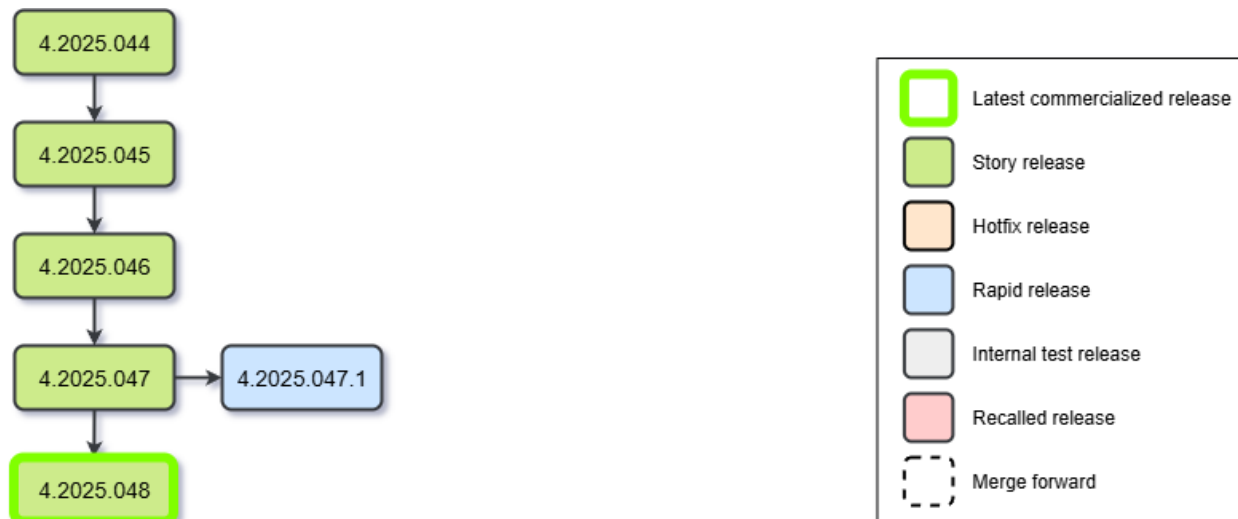 4.2025.044
4.2025.045
4.2025.046
4.2025.047
4.2025.047.1
4.2025.048
Latest commercialized release
Story release
Hotfix release
Rapid release
Internal test release
Recalled release
Merge forward